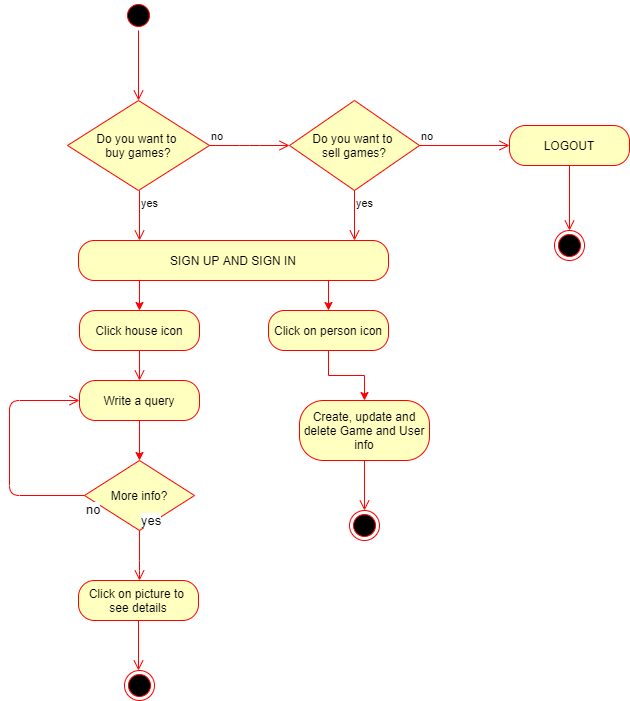 Do you want to
buy games?
no
Do you want to
sell games?
no
LOGOUT
yes
yes
SIGN UP AND SIGN IN
Click house icon
Click on person icon
Write a query
Create, update and
delete Game and User
info
More info?
no
yes
Click on picture to
see details